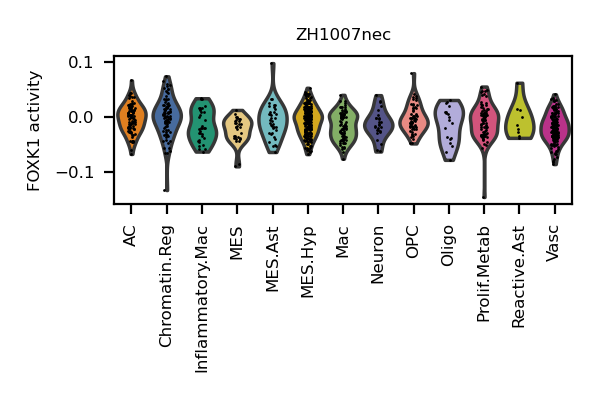 ZH1007nec
FOXK1 activity
0.1
0.0
−0.1
AC
Chromatin.Reg
Inflammatory.Mac
MES
MES.Ast
MES.Hyp
Mac
Neuron
OPC
Oligo
Prolif.Metab
Reactive.Ast
Vasc